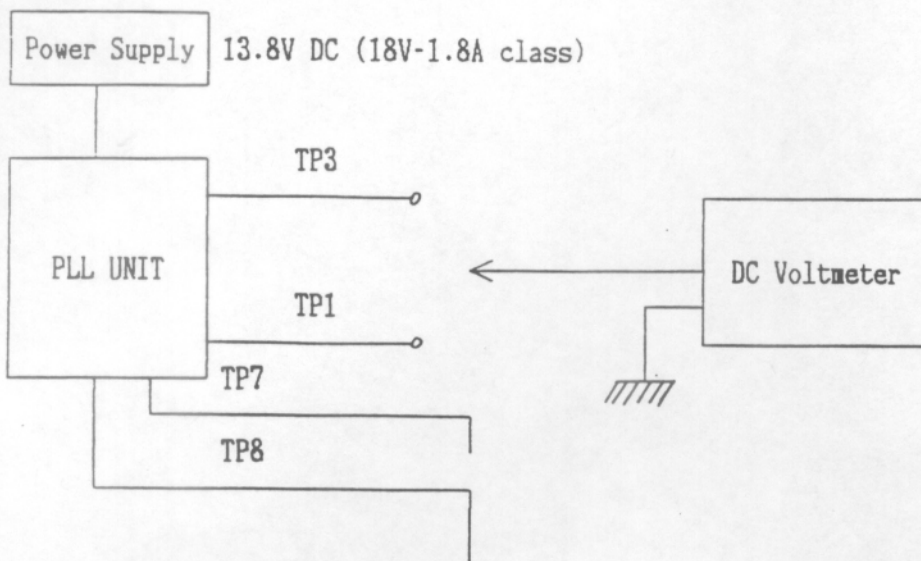 Power Supply 13.8V DC (18V-1.8A class)
TP3
PLL UNIT
DC Voltmeter
TP1
TP7
TP8